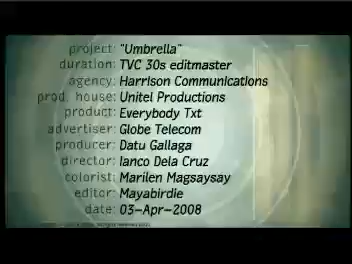 project: "Umbrella"
duration: TVC 30s editmaster
agency: Harrison Communications
prod. house: Unitel Productions
product: Everybody Txt
advertiser: Globe Telecom
producer: Datu Gallaga
director: Ianco Dela Cruz
colorist: Marilen Magsaysay
editor: Mayabirdie
date: 03-Apr-2008